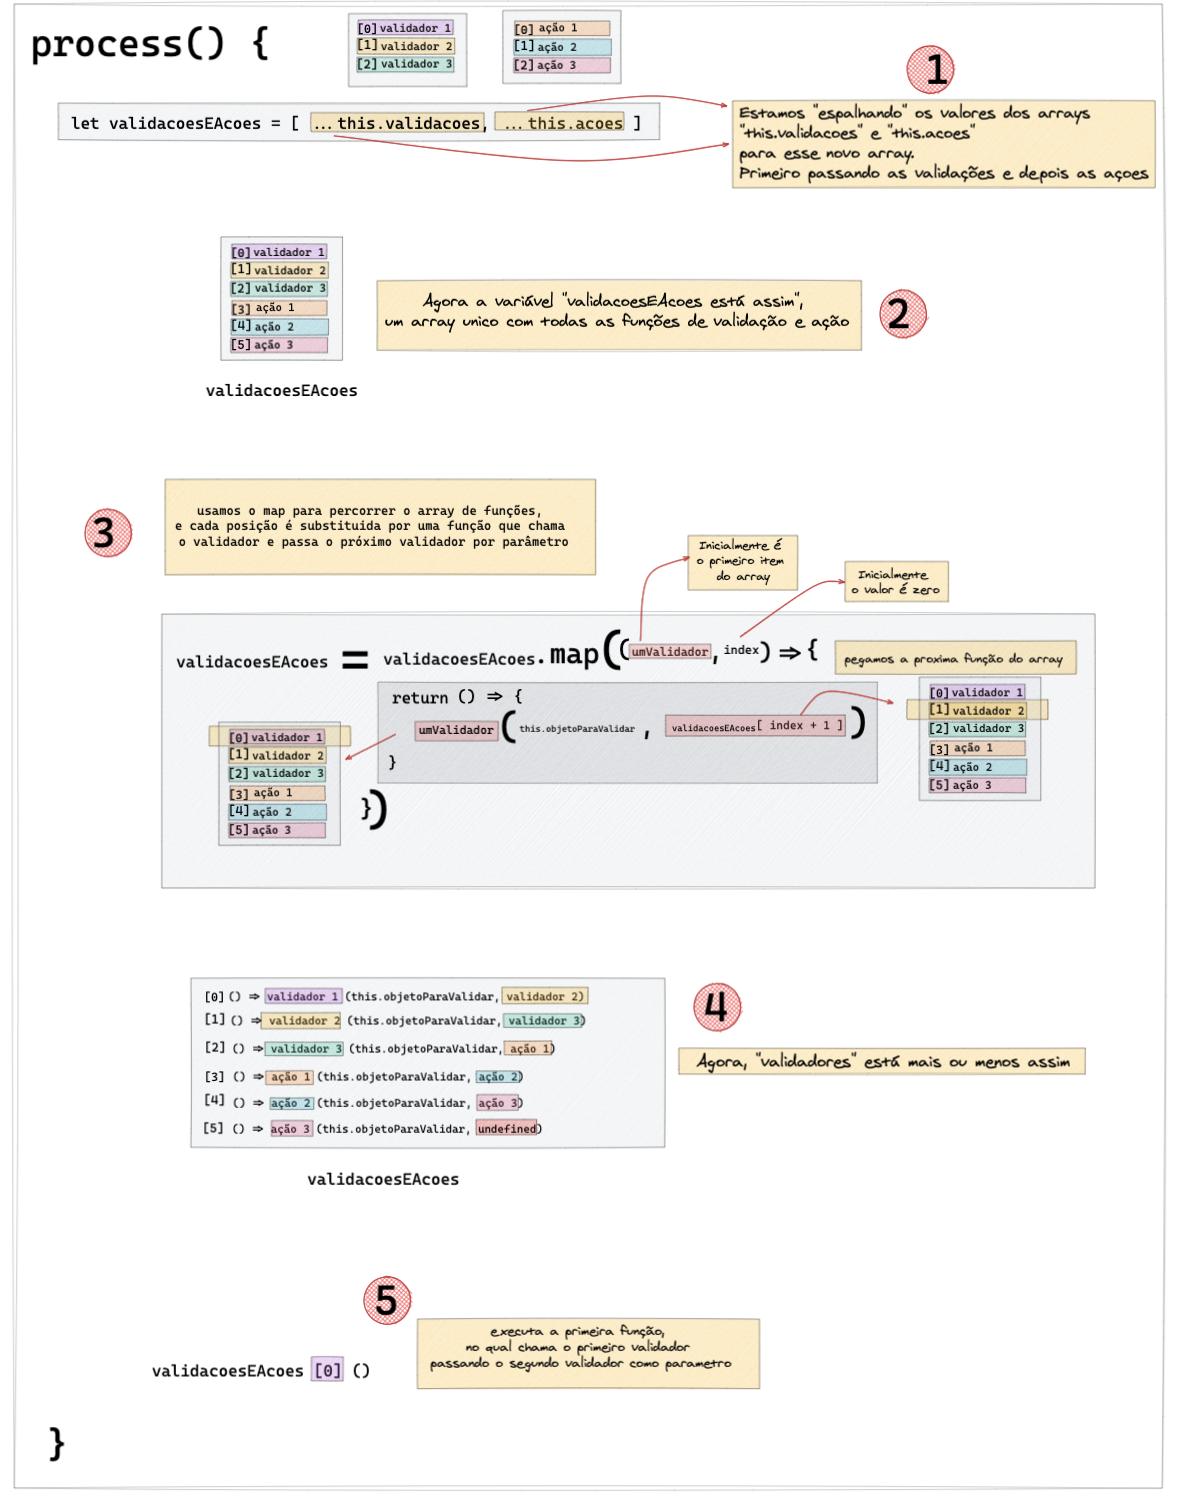 process() {
[0] validador 1
[1] validador 2
[2] validador 3
[0] ação 1
[1] ação 2
[2] ação 3
1
let validacoesEAcoes = [ ...this.validacoes, ...this.acoes ]
Estamos "espalhando" os valores dos arrays
"this.validacoes" e "this.acoes"
para esse novo array.
Primeiro passando as validações e depois as açoes
[0] validador 1
[1] validador 2
[2] validador 3
[3] ação 1
[4] ação 2
[5] ação 3
validacoesEAcoes
Agora a variável "validacoesEAcoes está assim",
um array unico com todas as funções de validação e ação
2
3
usamos o map para percorrer o array de funções,
e cada posição é substituida por uma função que chama
o validador e passa o próximo validador por parâmetro
Inicialmente é
o primeiro item
do array
Inicialmente
o valor é zero
validacoesEAcoes = validacoesEAcoes.map((umValidador, index) => {
pegamos a proxima função do array
return () => {
umValidador(this.objetoParaValidar, validacoesEAcoes[ index + 1 ])
}
})
[0] validador 1
[1] validador 2
[2] validador 3
[3] ação 1
[4] ação 2
[5] ação 3
[0] validador 1
[1] validador 2
[2] validador 3
[3] ação 1
[4] ação 2
[5] ação 3
[0] () => validador 1 (this.objetoParaValidar, validador 2)
[1] () => validador 2 (this.objetoParaValidar, validador 3)
[2] () => validador 3 (this.objetoParaValidar, ação 1)
[3] () => ação 1 (this.objetoParaValidar, ação 2)
[4] () => ação 2 (this.objetoParaValidar, ação 3)
[5] () => ação 3 (this.objetoParaValidar, undefined)
validacoesEAcoes
4
Agora, "validadores" está mais ou menos assim
5
executa a primeira função,
no qual chama o primeiro validador
passando o segundo validador como parametro
validacoesEAcoes [0] ()
}